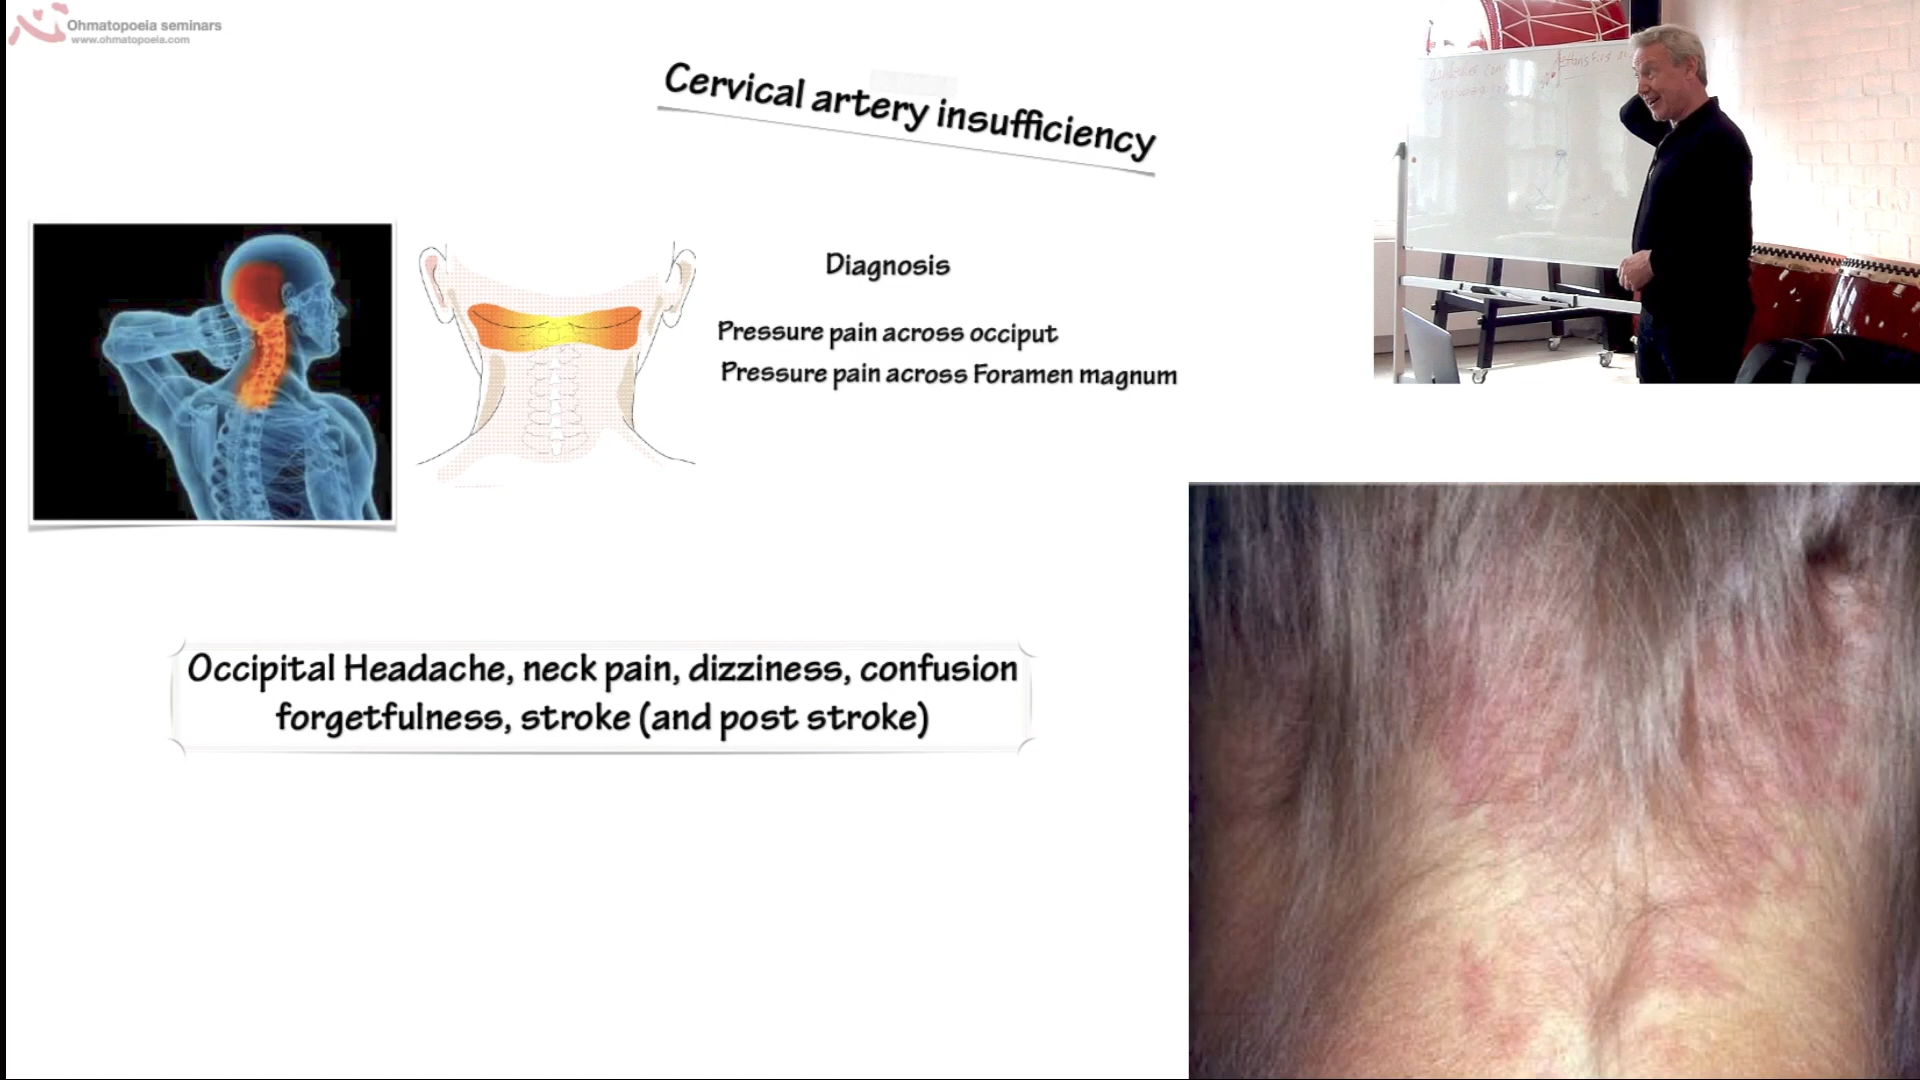 Ohmatopoeia seminars
www.ohmatopoeia.com
Cervical artery insufficiency
Diagnosis
Pressure pain across occiput
Pressure pain across Foramen magnum
Occipital Headache, neck pain, dizziness, confusion
forgetfulness, stroke (and post stroke)